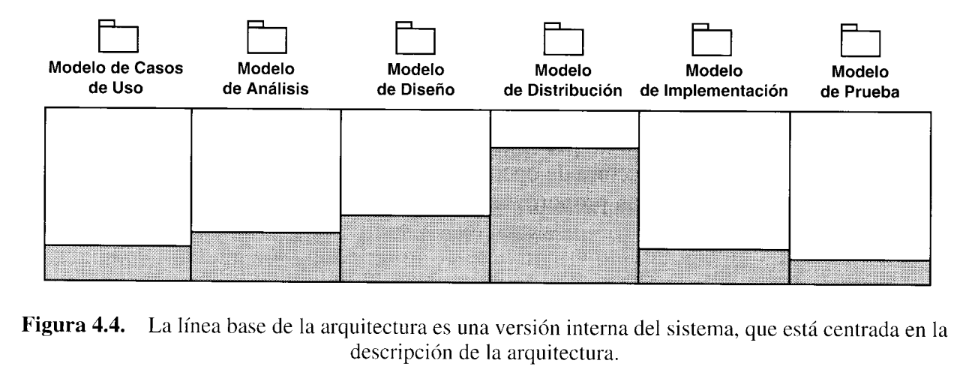 Modelo de Casos
de Uso
Modelo
de Análisis
Modelo
de Diseño
Modelo
de Distribución
Modelo
de Implementación
Modelo
de Prueba
Figura 4.4. La línea base de la arquitectura es una versión interna del sistema, que está centrada en la
descripción de la arquitectura.